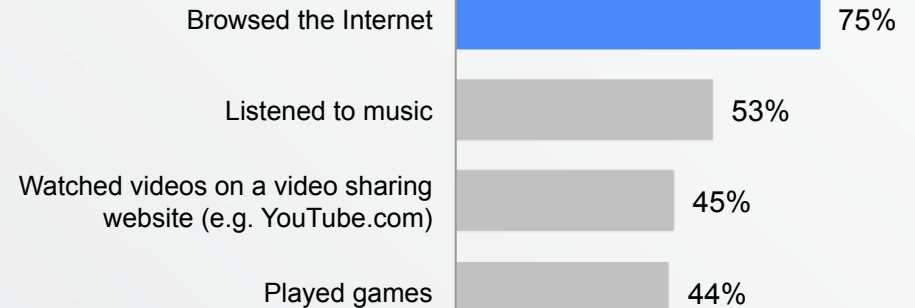 Browsed the Internet 75%
Listened to music 53%
Watched videos on a video sharing
website (e.g. YouTube.com) 45%
Played games 44%